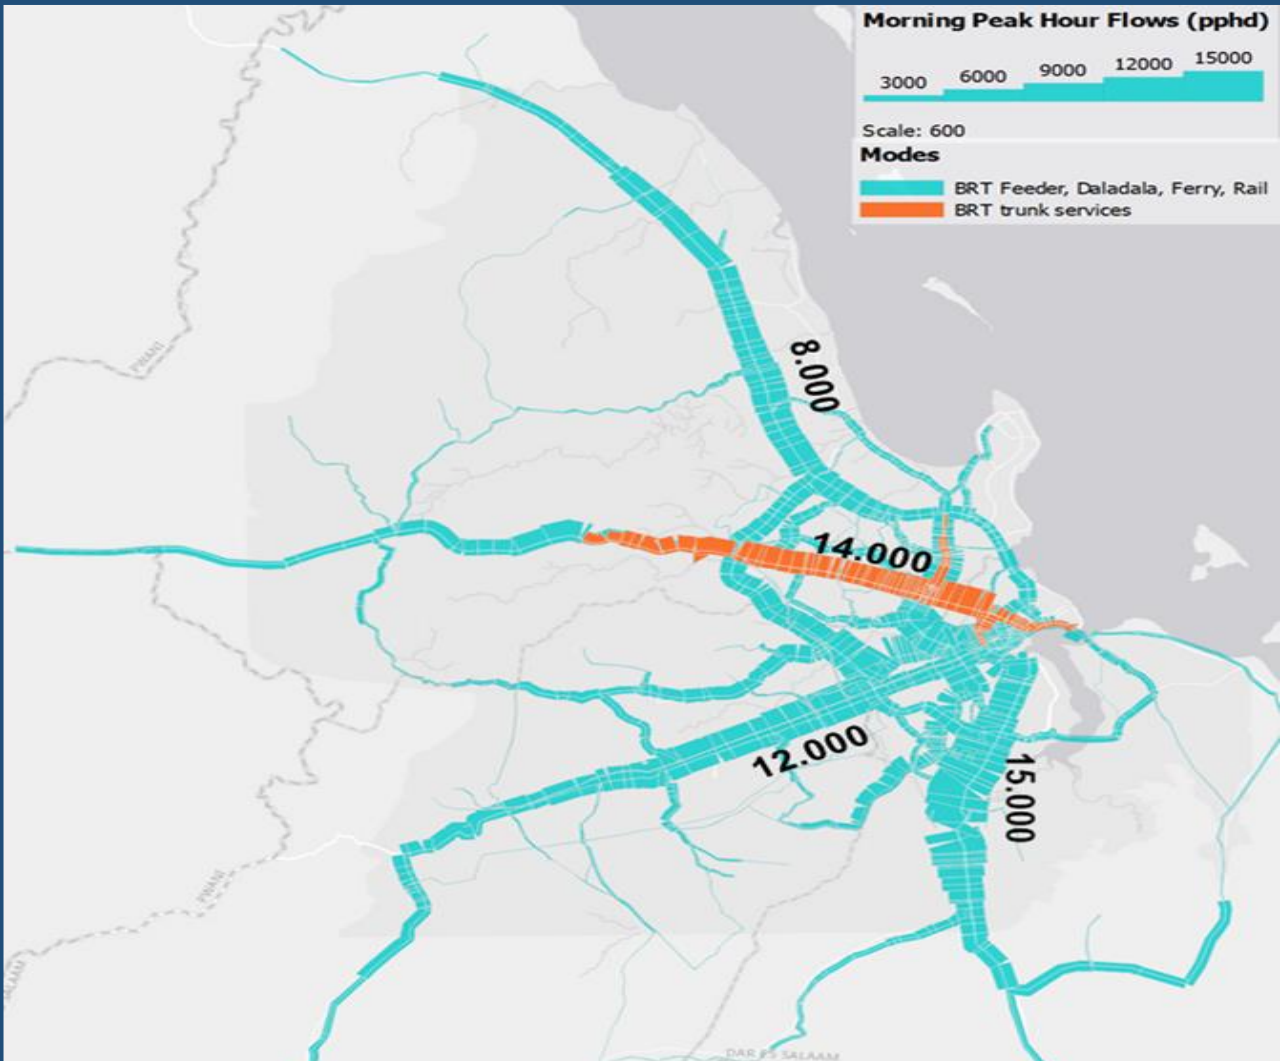 Morning Peak Hour Flows (pphd)
3000 6000 9000 12000 15000
Scale: 600
Modes
BRT Feeder, Daladala, Ferry, Rail
BRT trunk services
PWANI
8.000
14.000
12.000
15.000
PWANI
SALAAM
DAR ES SALAAM